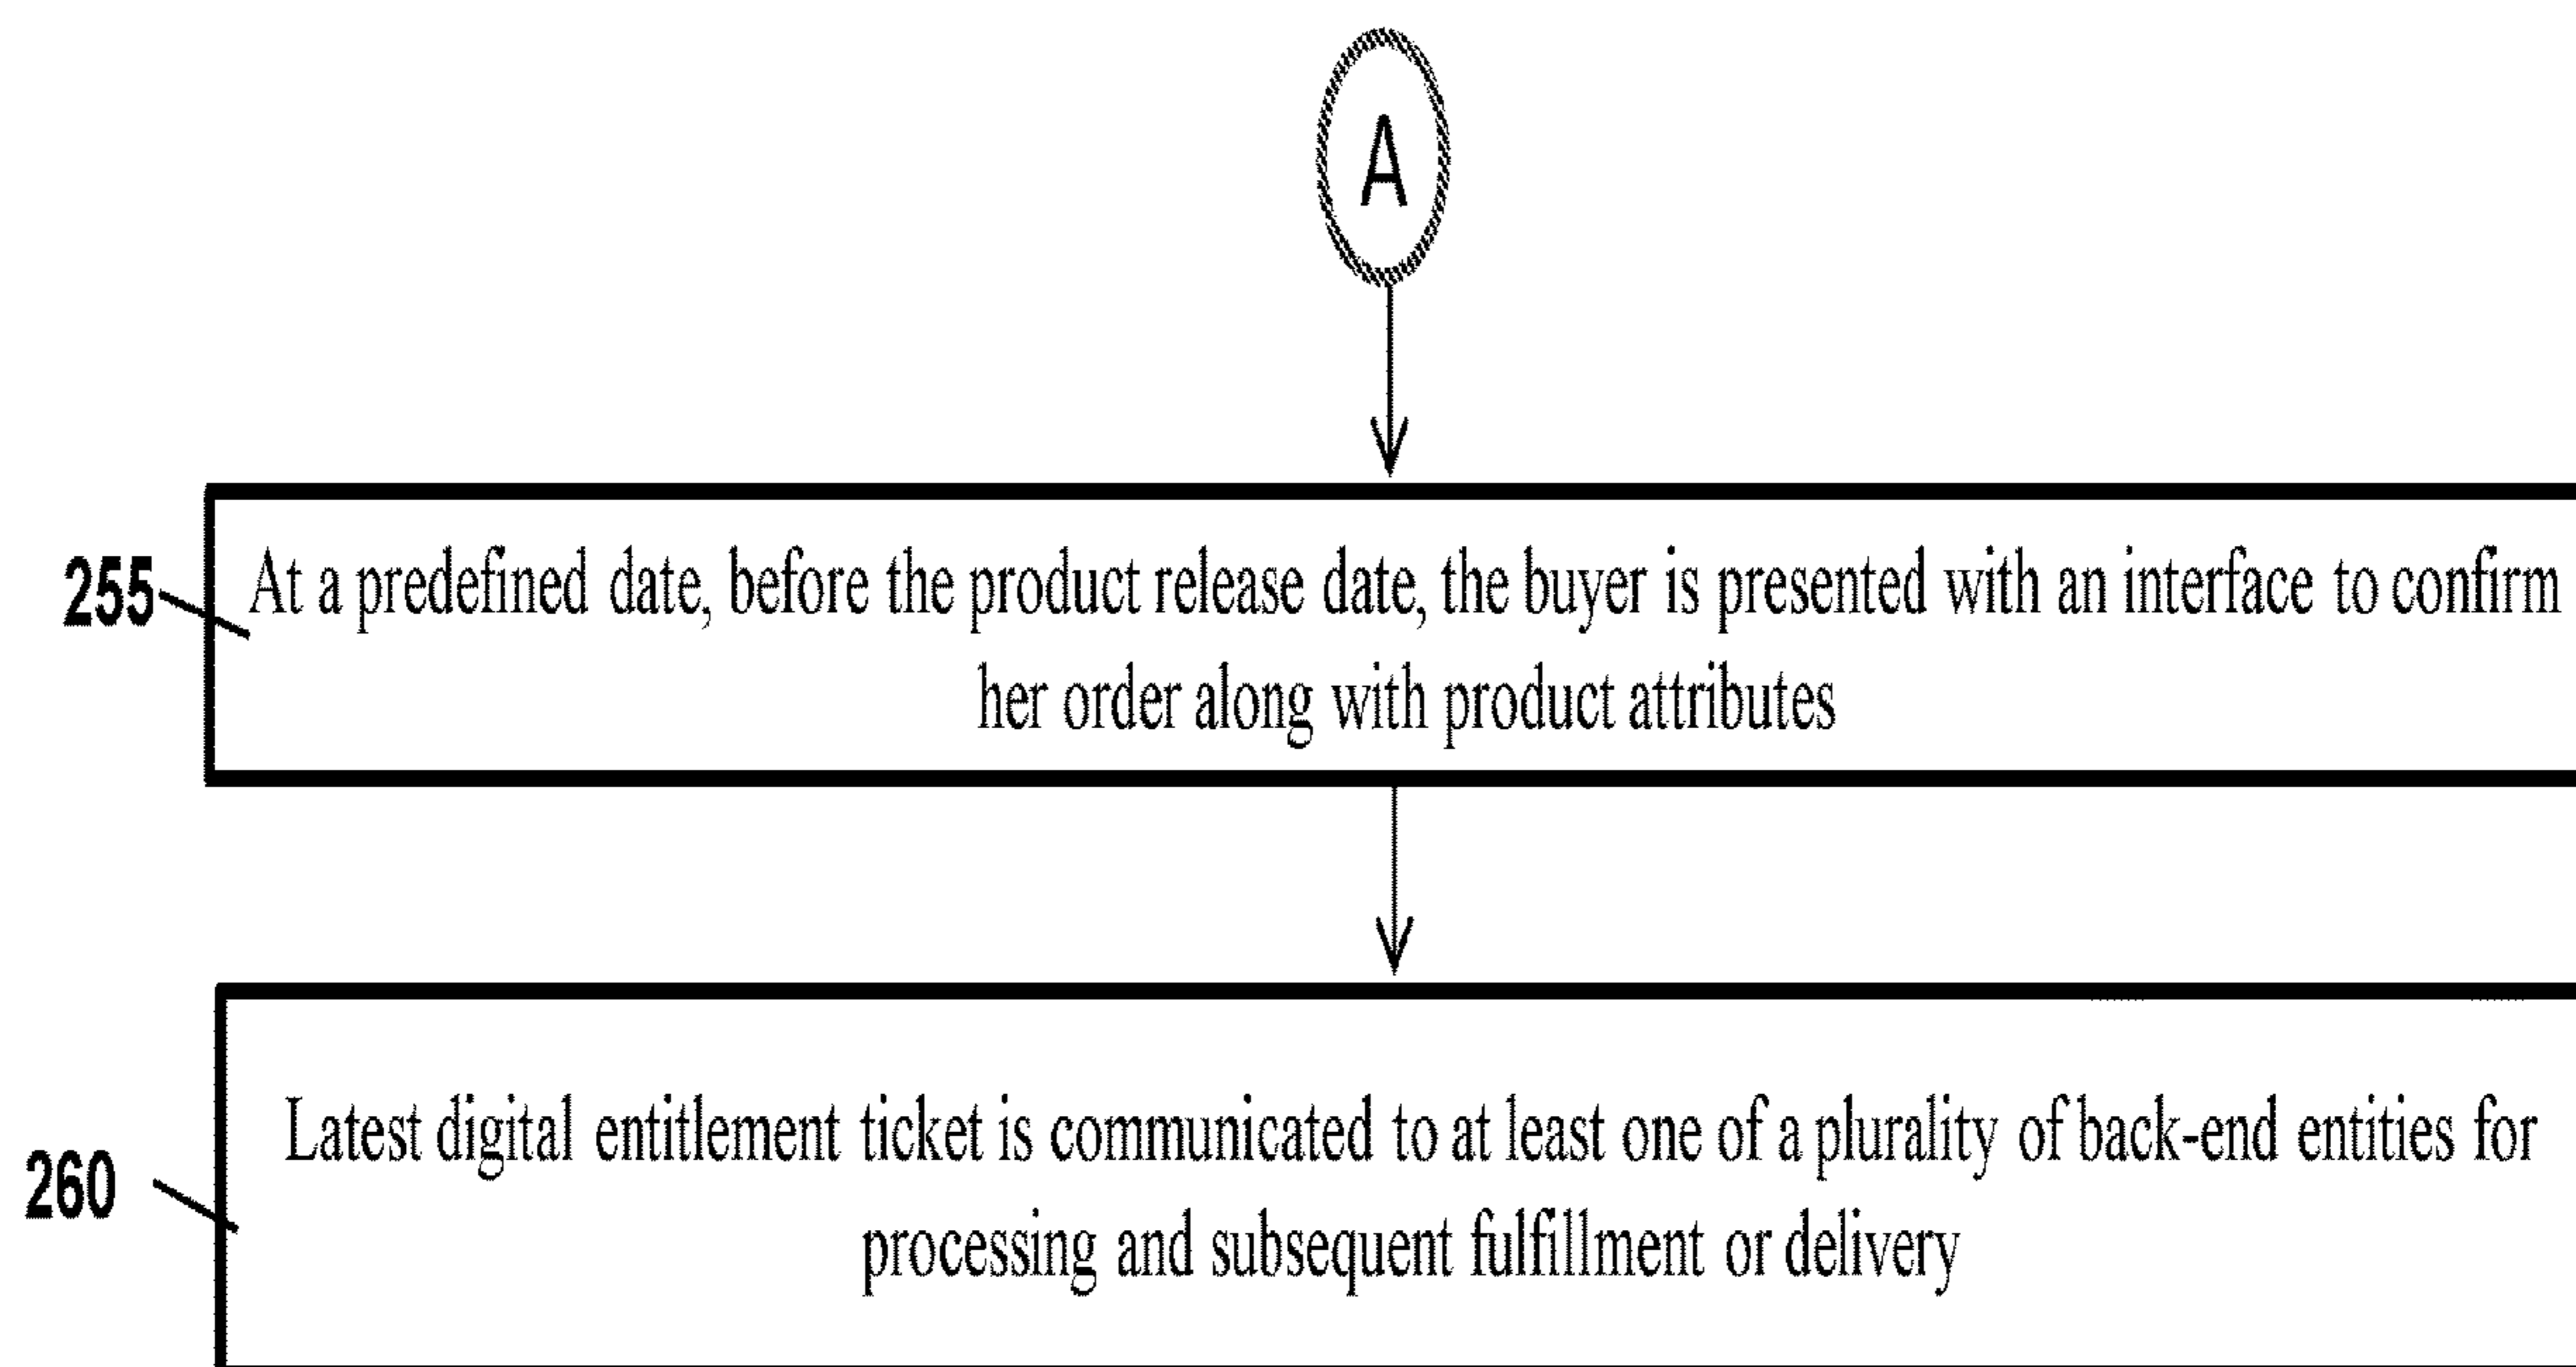 A
255
At a predefined date, before the product release date, the buyer is presented with an interface to confirm
her order along with product attributes
260
Latest digital entitlement ticket is communicated to at least one of a plurality of back-end entities for
processing and subsequent fulfillment or delivery